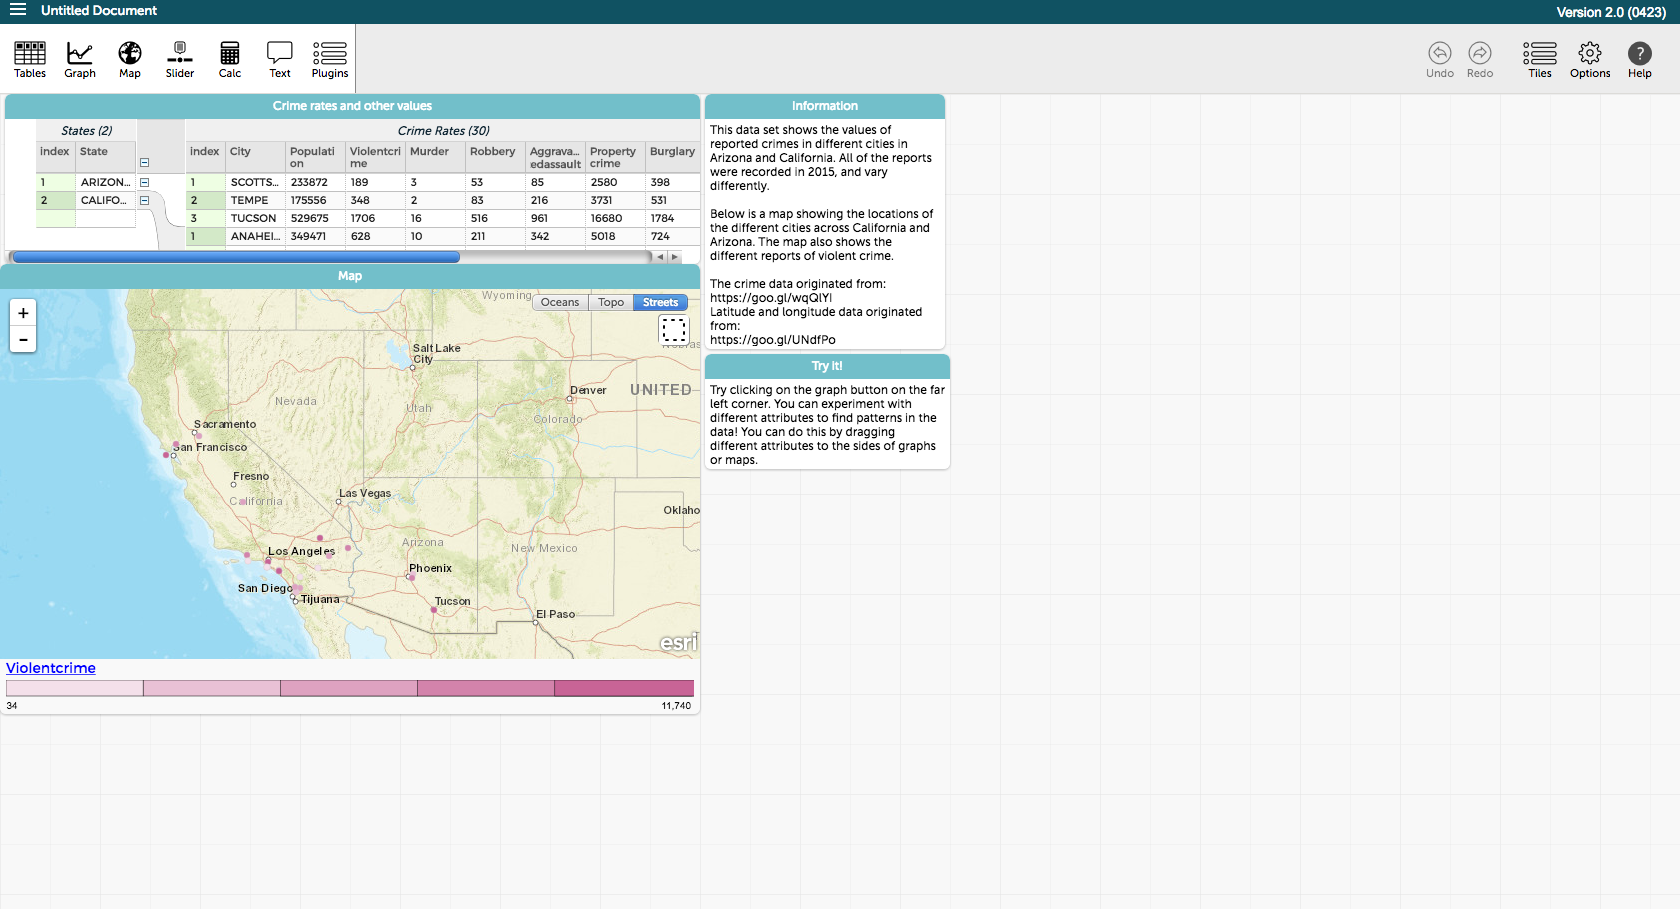 Untitled Document
Version 2.0 (0423)
Tables
Graph
Map
Slider
Calc
Text
Plugins
Undo
Redo
Tiles
Options
Help
Crime rates and other values
States (2)
Crime Rates (30)
index State index City Populati on Violentcri me Murder Robbery Aggrava... edassault Property crime Burglary
1 ARIZON... 1 SCOTTS... 233872 189 3 53 85 2580 398
2 CALIFO... 2 TEMPE 175556 348 2 83 216 3731 531
3 TUCSON 529675 1706 16 516 961 16680 1784
1 ANAHEI... 349471 628 10 211 342 5018 724
Map
+
-
Oceans Topo Streets
Wyoming
Salt Lake
City
Denver
UNITED
Nevada
Utah
Colorado
Sacramento
San Francisco
Fresno
California
Las Vegas
Oklaho
Los Angeles
Arizona
New Mexico
Phoenix
San Diego
Tijuana
Tucson
El Paso
esri
Violentcrime
34
11,740
Information
This data set shows the values of
reported crimes in different cities in
Arizona and California. All of the reports
were recorded in 2015, and vary
differently.
Below is a map showing the locations of
the different cities across California and
Arizona. The map also shows the
different reports of violent crime.
The crime data originated from:
https://goo.gl/wqQlYl
Latitude and longitude data originated
from:
https://goo.gl/UNdfPo
Try It!
Try clicking on the graph button on the far
left corner. You can experiment with
different attributes to find patterns in the
data! You can do this by dragging
different attributes to the sides of graphs
or maps.